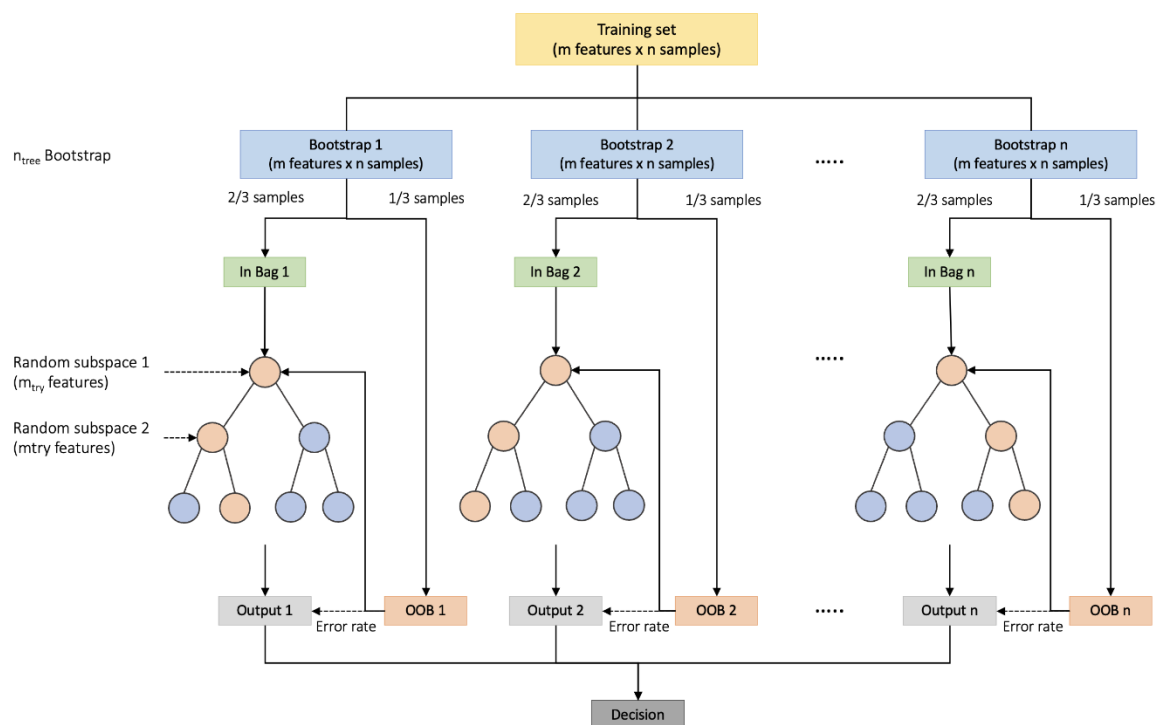 Training set
(m features x n samples)
n_tree Bootstrap
Bootstrap 1
(m features x n samples)
Bootstrap 2
(m features x n samples)
.....
Bootstrap n
(m features x n samples)
2/3 samples
1/3 samples
2/3 samples
1/3 samples
2/3 samples
1/3 samples
In Bag 1
In Bag 2
In Bag n
Random subspace 1
(m_try features)
.....
Random subspace 2
(mtry features)
Output 1
OOB 1
Error rate
Output 2
OOB 2
Error rate
.....
Output n
OOB n
Error rate
Decision